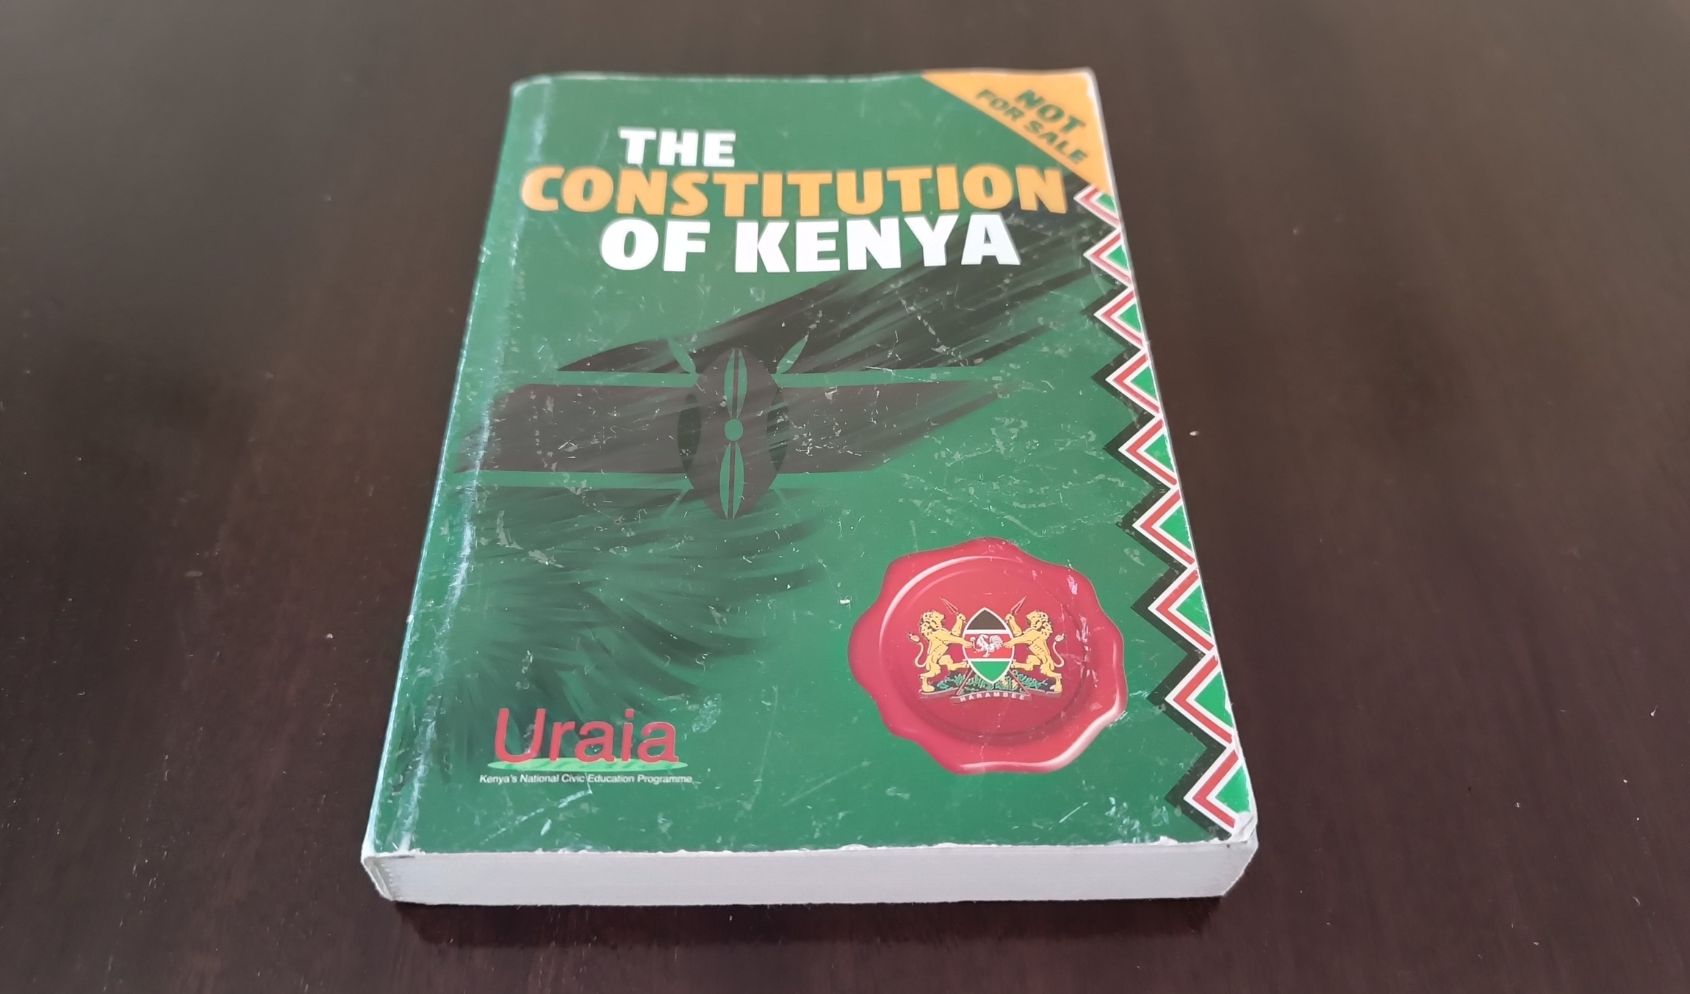 NOT
FOR SALE
THE
CONSTITUTION
OF KENYA
HARAMBEE
Uraia
Kenya's National Civic Education Programme